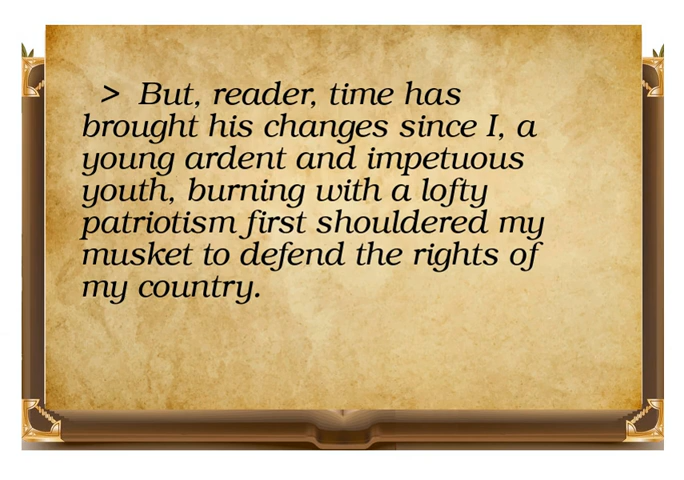 > But, reader, time has
brought his changes since I, a
young ardent and impetuous
youth, burning with a lofty
patriotism first shouldered my
musket to defend the rights of
my country.